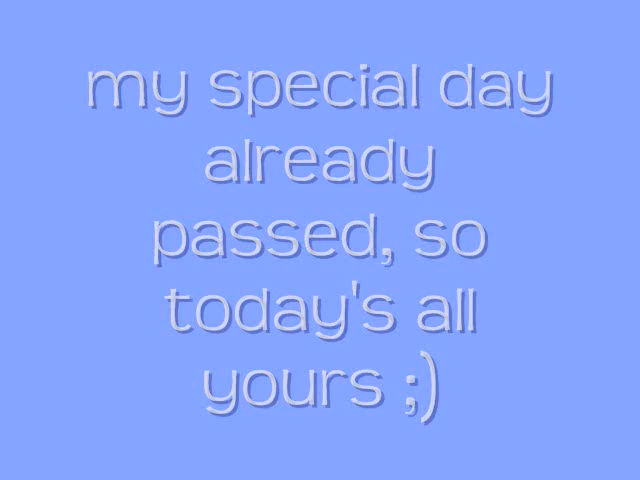 my special day
already
passed, so
today's all
yours ;)